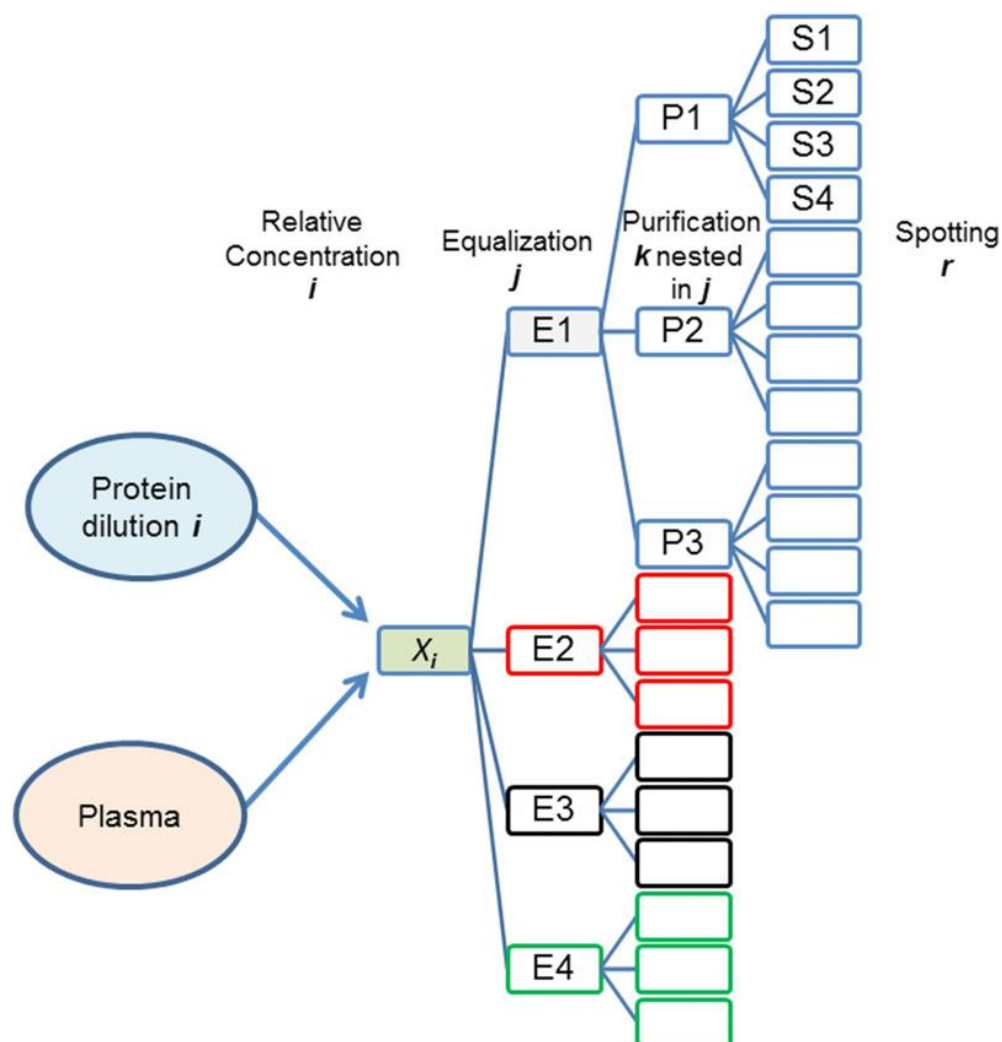 S1
S2
P1
S3
S4
Relative
Concentration
i
Equalization
j
Purification
k nested
in j
Spotting
r
E1
P2
Protein
dilution i
P3
Xi
E2
Plasma
E3
E4